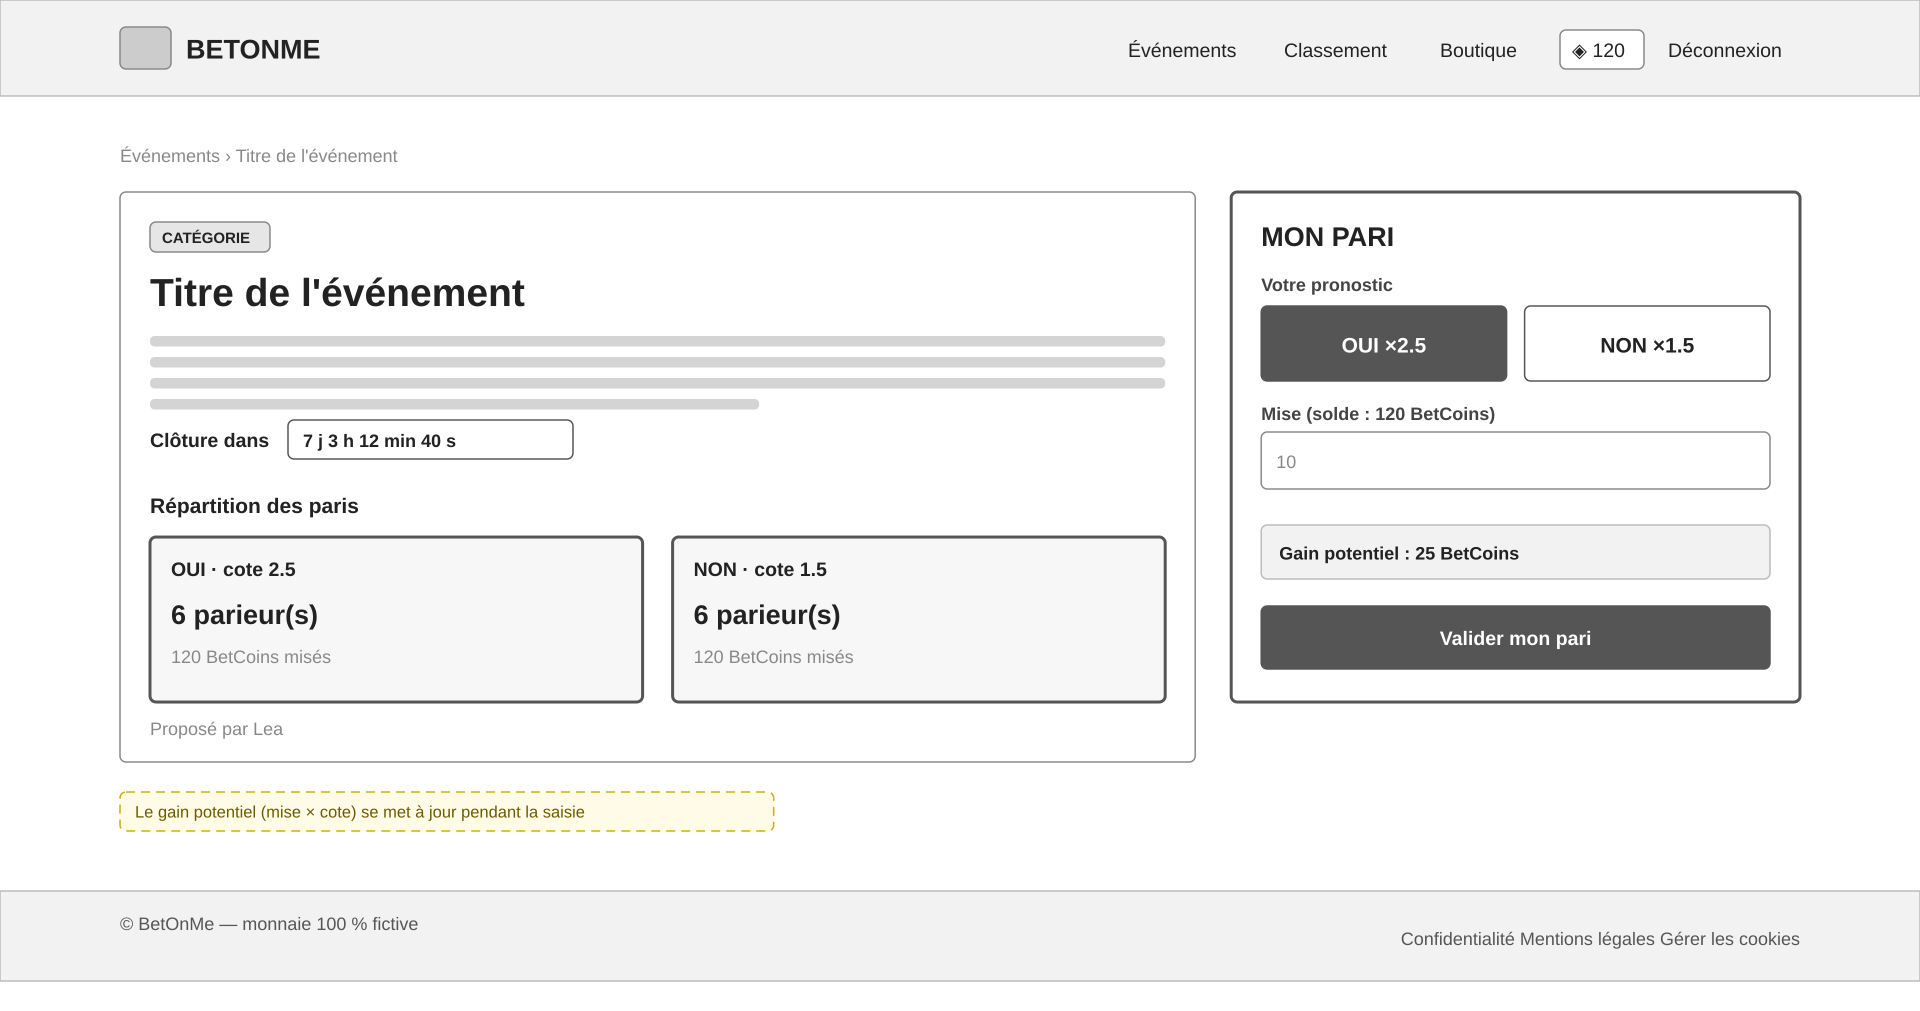 BETONME
Événements
Classement
Boutique
◈ 120
Déconnexion
Événements › Titre de l'événement
CATÉGORIE
Titre de l'événement
Clôture dans
7 j 3 h 12 min 40 s
Répartition des paris
OUI · cote 2.5
6 parieur(s)
120 BetCoins misés
NON · cote 1.5
6 parieur(s)
120 BetCoins misés
Proposé par Lea
MON PARI
Votre pronostic
OUI ×2.5
NON ×1.5
Mise (solde : 120 BetCoins)
10
Gain potentiel : 25 BetCoins
Valider mon pari
Le gain potentiel (mise × cote) se met à jour pendant la saisie
© BetOnMe — monnaie 100 % fictive
Confidentialité Mentions légales Gérer les cookies